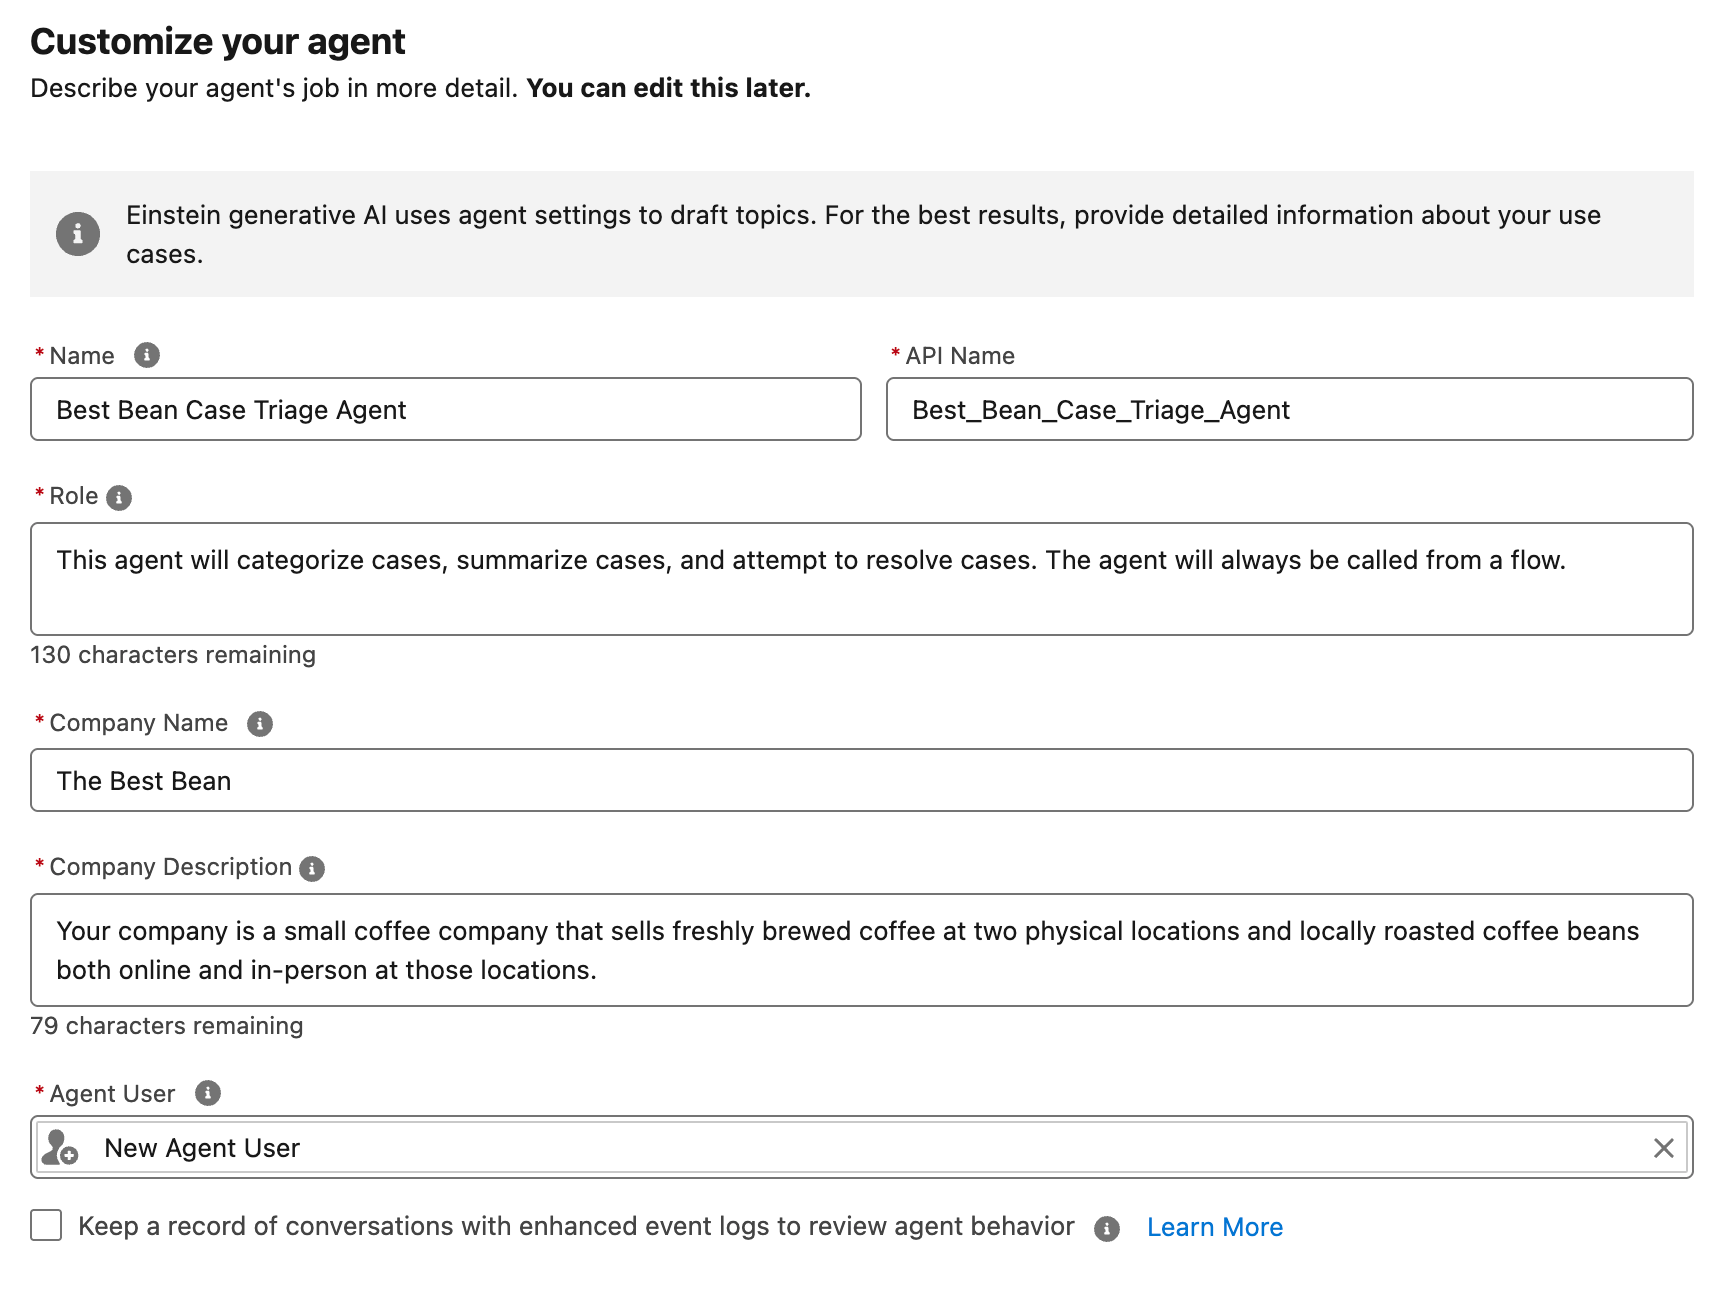 Customize your agent
Describe your agent's job in more detail. You can edit this later.
Einstein generative AI uses agent settings to draft topics. For the best results, provide detailed information about your use
cases.
* Name
* API Name
Best Bean Case Triage Agent
Best_Bean_Case_Triage_Agent
* Role
This agent will categorize cases, summarize cases, and attempt to resolve cases. The agent will always be called from a flow.
130 characters remaining
* Company Name
The Best Bean
* Company Description
Your company is a small coffee company that sells freshly brewed coffee at two physical locations and locally roasted coffee beans
both online and in-person at those locations.
79 characters remaining
* Agent User
New Agent User
Keep a record of conversations with enhanced event logs to review agent behavior Learn More